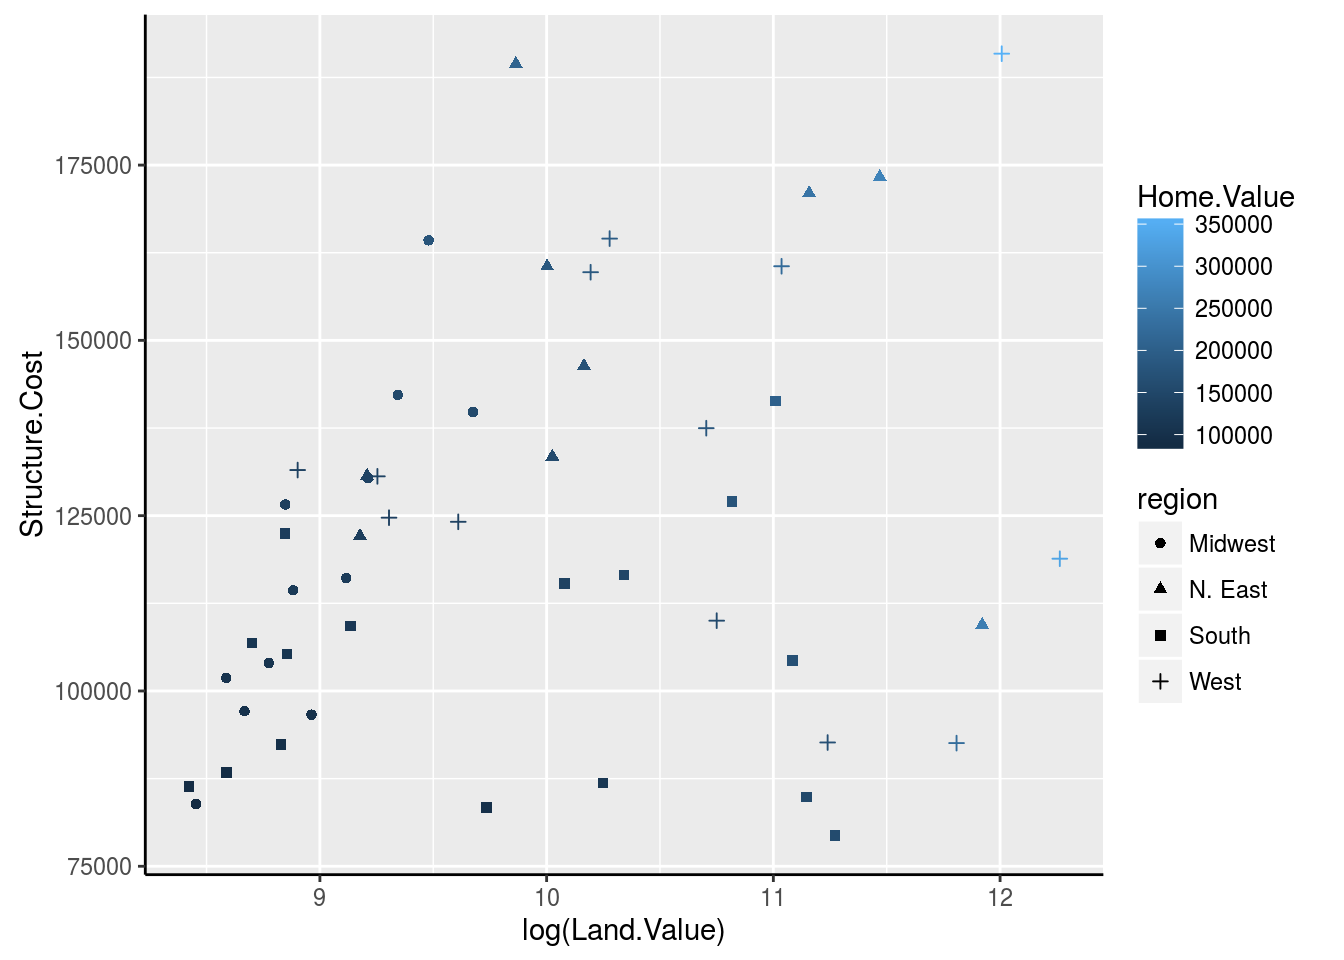 Structure.Cost
175000
150000
125000
100000
75000
9
10
11
12
log(Land.Value)
Home.Value
350000
300000
250000
200000
150000
100000
region
Midwest
N. East
South
West